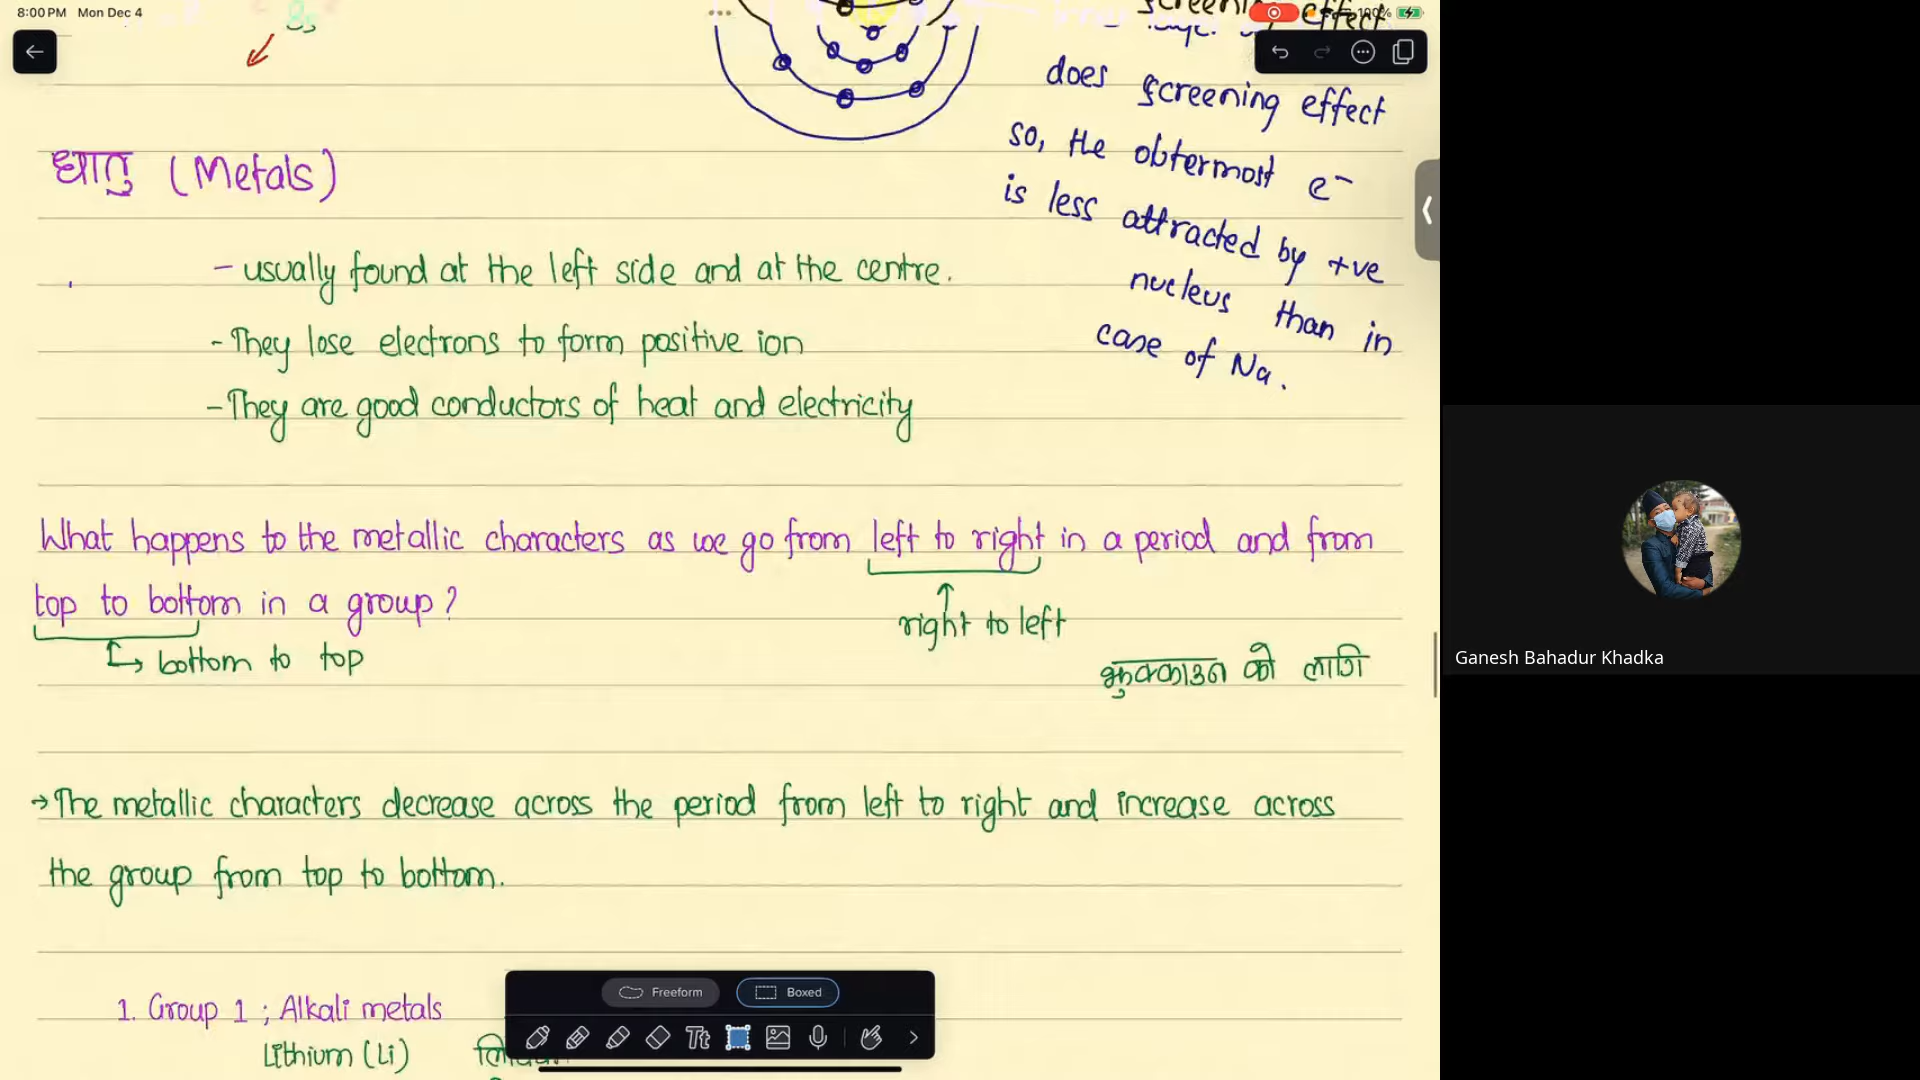 8:00 PM Mon Dec 4
100%
effect
does screening effect
so, the obtermost e⁻
is less attracted by +ve
nucleus than in
case of Na.
धातु (Metals)
- usually found at the left side and at the centre.
- They lose electrons to form positive ion
- They are good conductors of heat and electricity
What happens to the metallic characters as we go from left to right in a period and from
top to bottom in a group?
right to left
bottom to top
झुक्काउन को लागि
→ The metallic characters decrease across the period from left to right and increase across
the group from top to bottom.
1. Group 1 ; Alkali metals
Lithium (Li)
Freeform
Boxed
Tt
Ganesh Bahadur Khadka